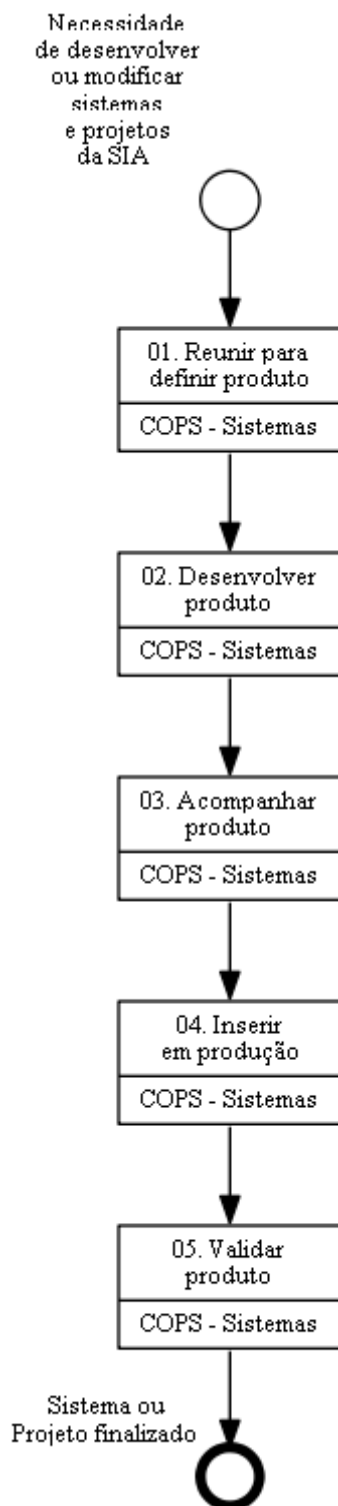 Necessidade
de desenvolver
ou modificar
sistemas
e projetos
da SIA
01. Reunir para
definir produto
COPS - Sistemas
02. Desenvolver
produto
COPS - Sistemas
03. Acompanhar
produto
COPS - Sistemas
04. Inserir
em produção
COPS - Sistemas
05. Validar
produto
COPS - Sistemas
Sistema ou
Projeto finalizado